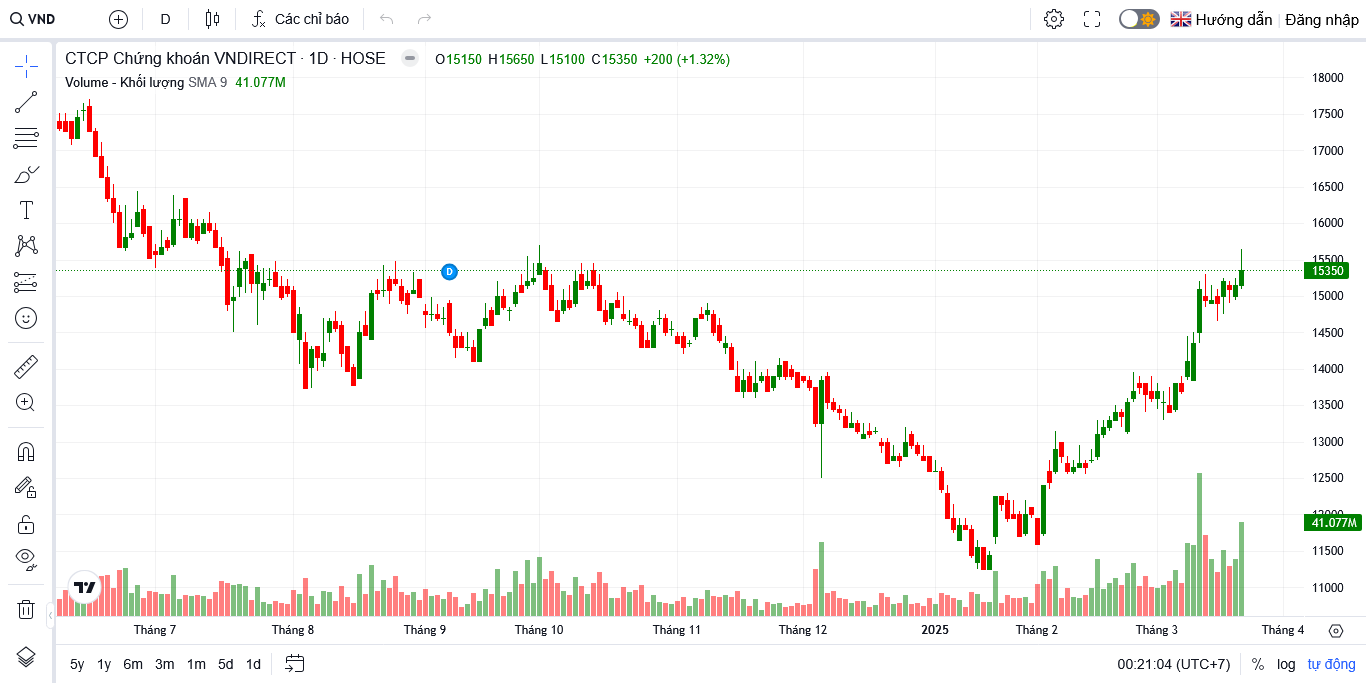 VND D Các chỉ báo Hướng dẫn Đăng nhập
CTCP Chứng khoán VNDIRECT · 1D · HOSE O15150 H15650 L15100 C15350 +200 (+1.32%)
Volume - Khối lượng SMA 9 41.077M
18000
17500
17000
16500
16000
15500
D
15350
15000
14500
14000
13500
13000
12500
12000
41.077M
11500
11000
Tháng 7 Tháng 8 Tháng 9 Tháng 10 Tháng 11 Tháng 12 2025 Tháng 2 Tháng 3 Tháng 4
5y 1y 6m 3m 1m 5d 1d 00:21:04 (UTC+7) % log tự động